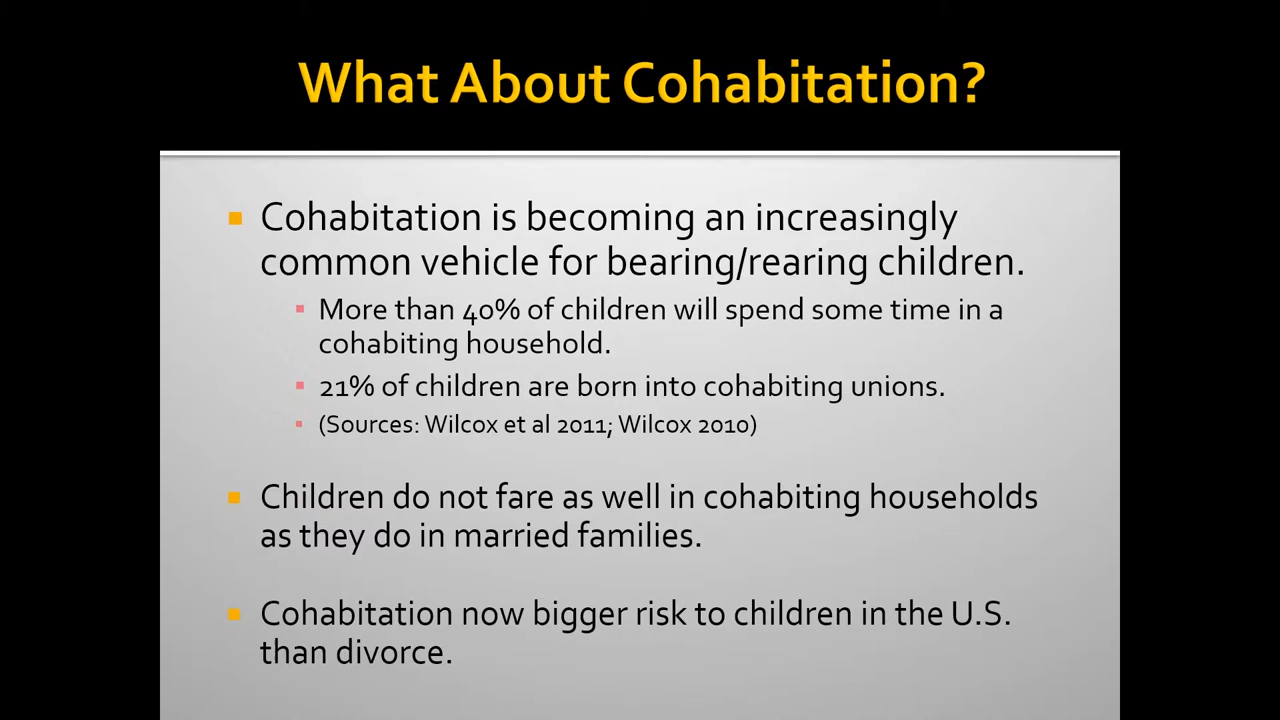 What About Cohabitation?
Cohabitation is becoming an increasingly
common vehicle for bearing/rearing children.
More than 40% of children will spend some time in a
cohabiting household.
21% of children are born into cohabiting unions.
(Sources: Wilcox et al 2011; Wilcox 2010)
Children do not fare as well in cohabiting households
as they do in married families.
Cohabitation now bigger risk to children in the U.S.
than divorce.